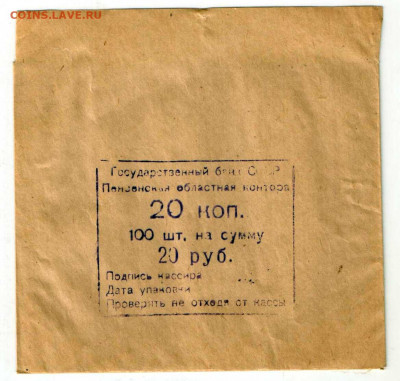 COINS.LAVE.RU
Государственный банк СССР
Пензенская областная контора
20 коп.
100 шт. на сумму
20 руб.
Подпись кассира
Дата упаковки
Проверять не отходя от кассы